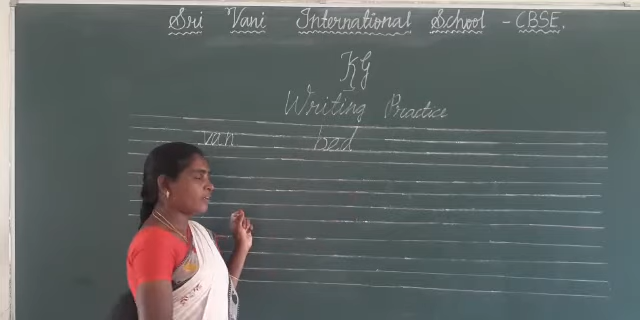 Sri Vani International School - CBSE.
KG
Writing Practice
van bed